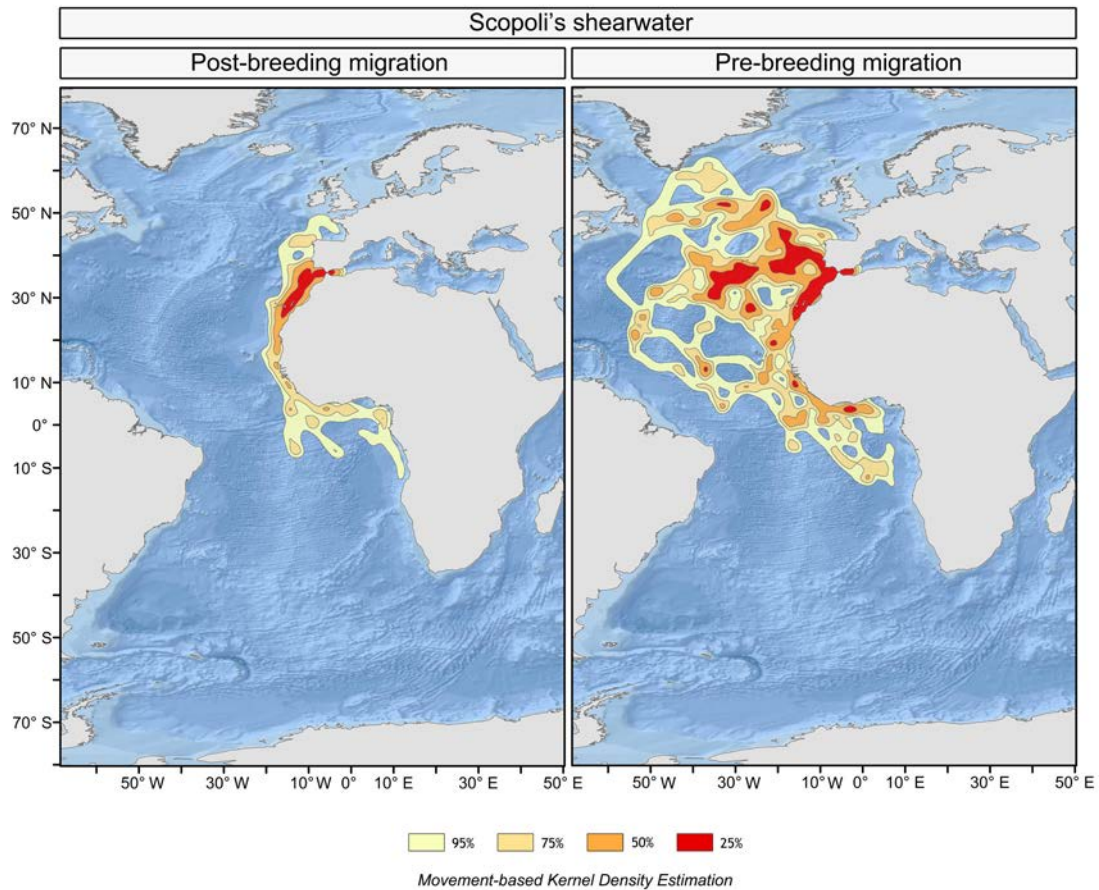 Scopoli's shearwater
Post-breeding migration
Pre-breeding migration
70° N
50° N
30° N
10° N
0°
10° S
30° S
50° S
70° S
50° W 30° W 10° W 0° 10° E 30° E 50° E
50° W 30° W 10° W 0° 10° E 30° E 50° E
95% 75% 50% 25%
Movement-based Kernel Density Estimation